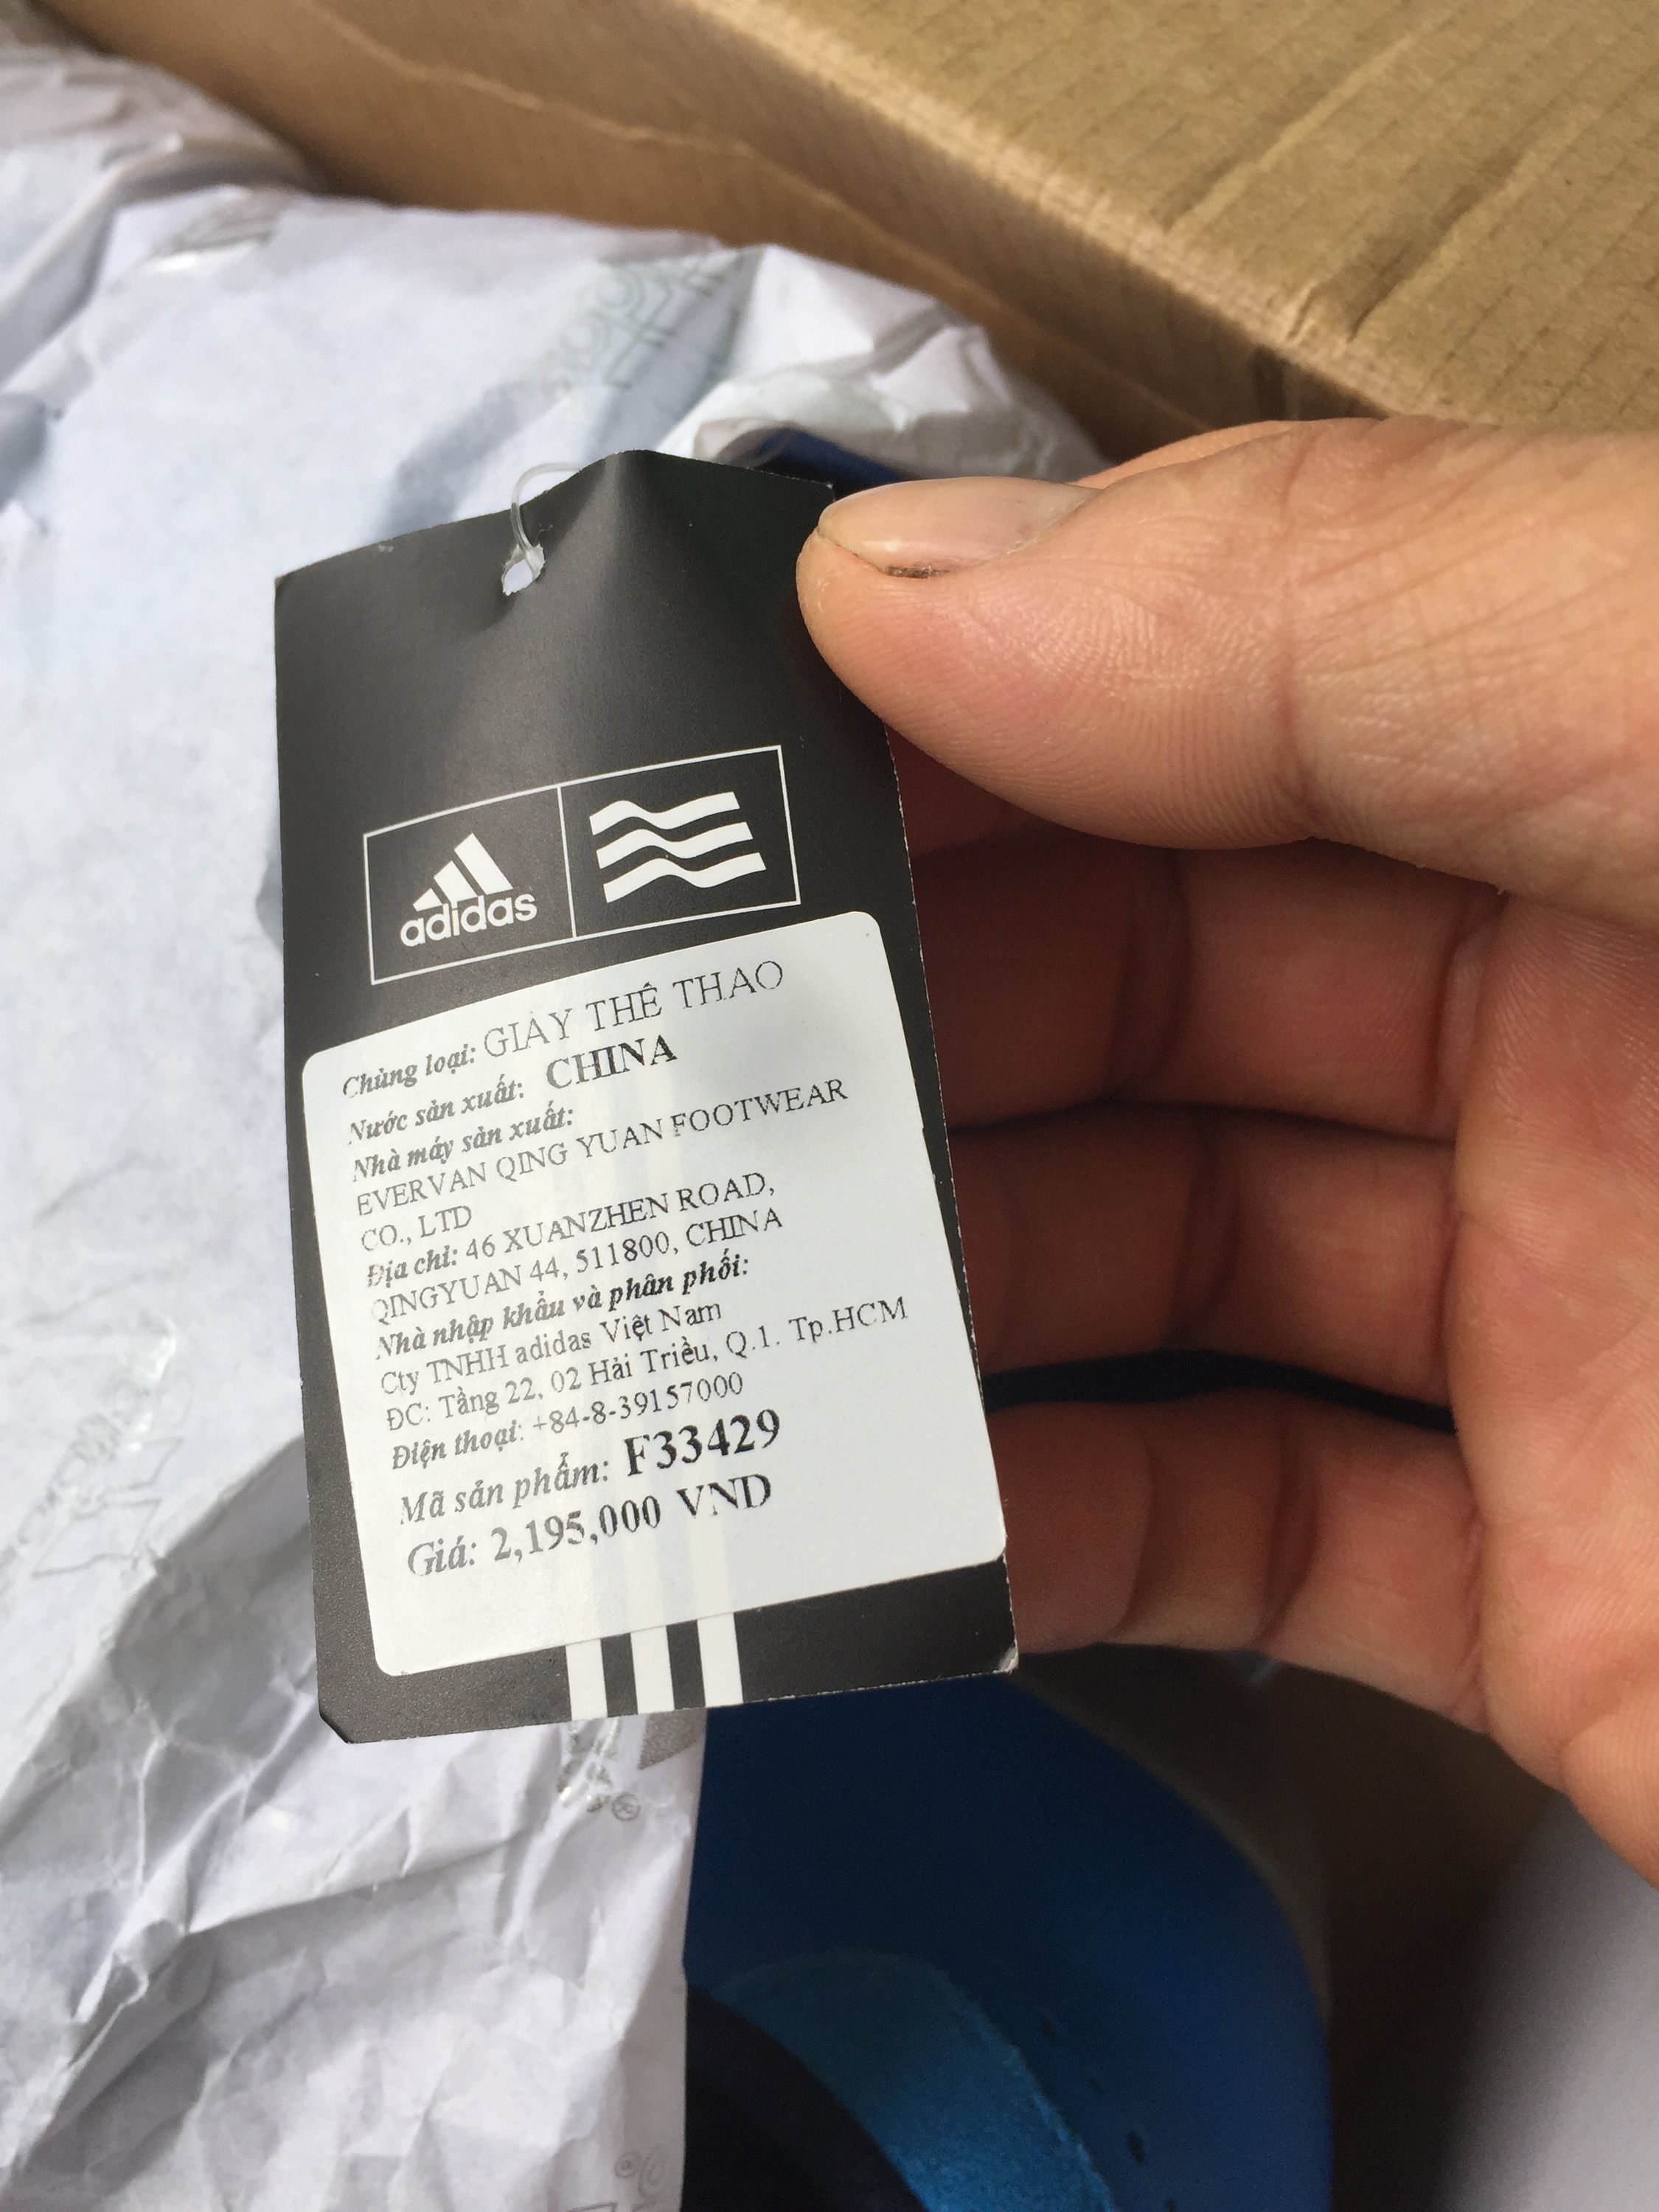 adidas
Chủng loại: GIÀY THỂ THAO
Nước sản xuất: CHINA
Nhà máy sản xuất:
EVERVAN QING YUAN FOOTWEAR
CO., LTD
Địa chỉ: 46 XUANZHEN ROAD,
QINGYUAN 44, 511800, CHINA
Nhà nhập khẩu và phân phối:
Cty TNHH adidas Việt Nam
ĐC: Tầng 22, 02 Hải Triều, Q.1. Tp.HCM
Điện thoại: +84-8-39157000
Mã sản phẩm: F33429
Giá: 2,195,000 VND